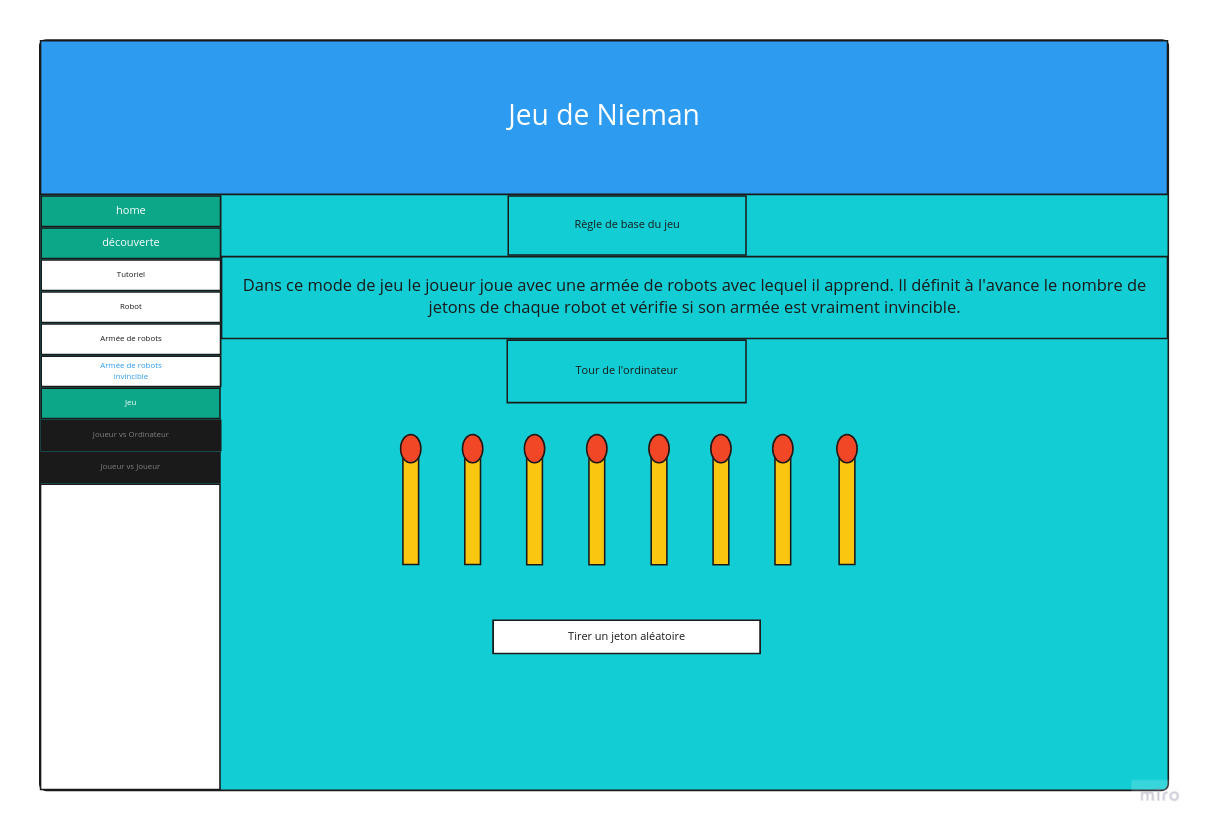 Jeu de Nieman
home
découverte
Tutoriel
Robot
Armée de robots
Armée de robots
invincible
Jeu
Joueur vs Ordinateur
Joueur vs Joueur
Règle de base du jeu
Dans ce mode de jeu le joueur joue avec une armée de robots avec lequel il apprend. Il définit à l'avance le nombre de
jetons de chaque robot et vérifie si son armée est vraiment invincible.
Tour de l'ordinateur
Tirer un jeton aléatoire
miro